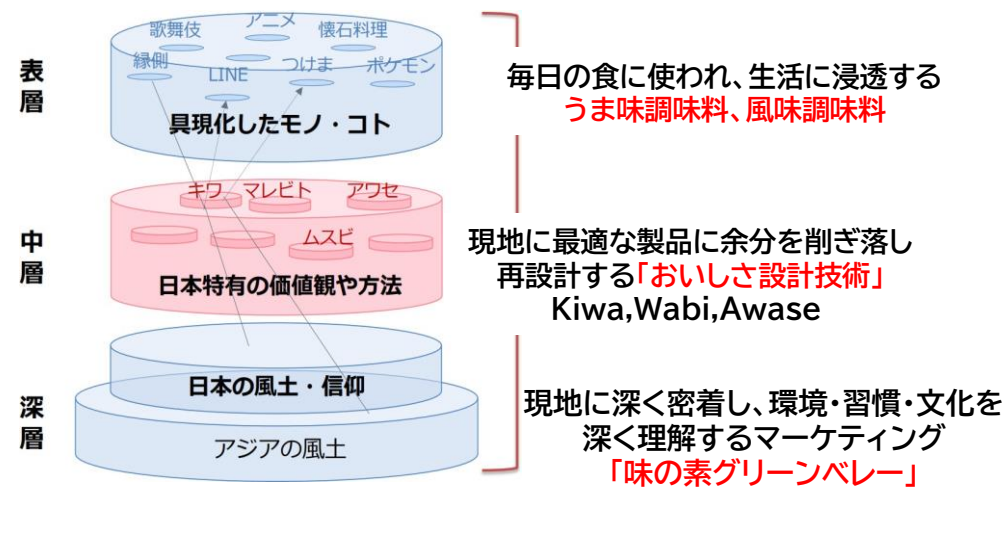 表層
歌舞伎
アニメ
懐石料理
縁側
LINE
つけま
ポケモン
具現化したモノ・コト
毎日の食に使われ、生活に浸透する
うま味調味料、風味調味料
中層
キワ
マレビト
アワセ
ムスビ
日本特有の価値観や方法
現地に最適な製品に余分を削ぎ落し
再設計する「おいしさ設計技術」
Kiwa,Wabi,Awase
深層
日本の風土・信仰
アジアの風土
現地に深く密着し、環境・習慣・文化を
深く理解するマーケティング
「味の素グリーンベレー」